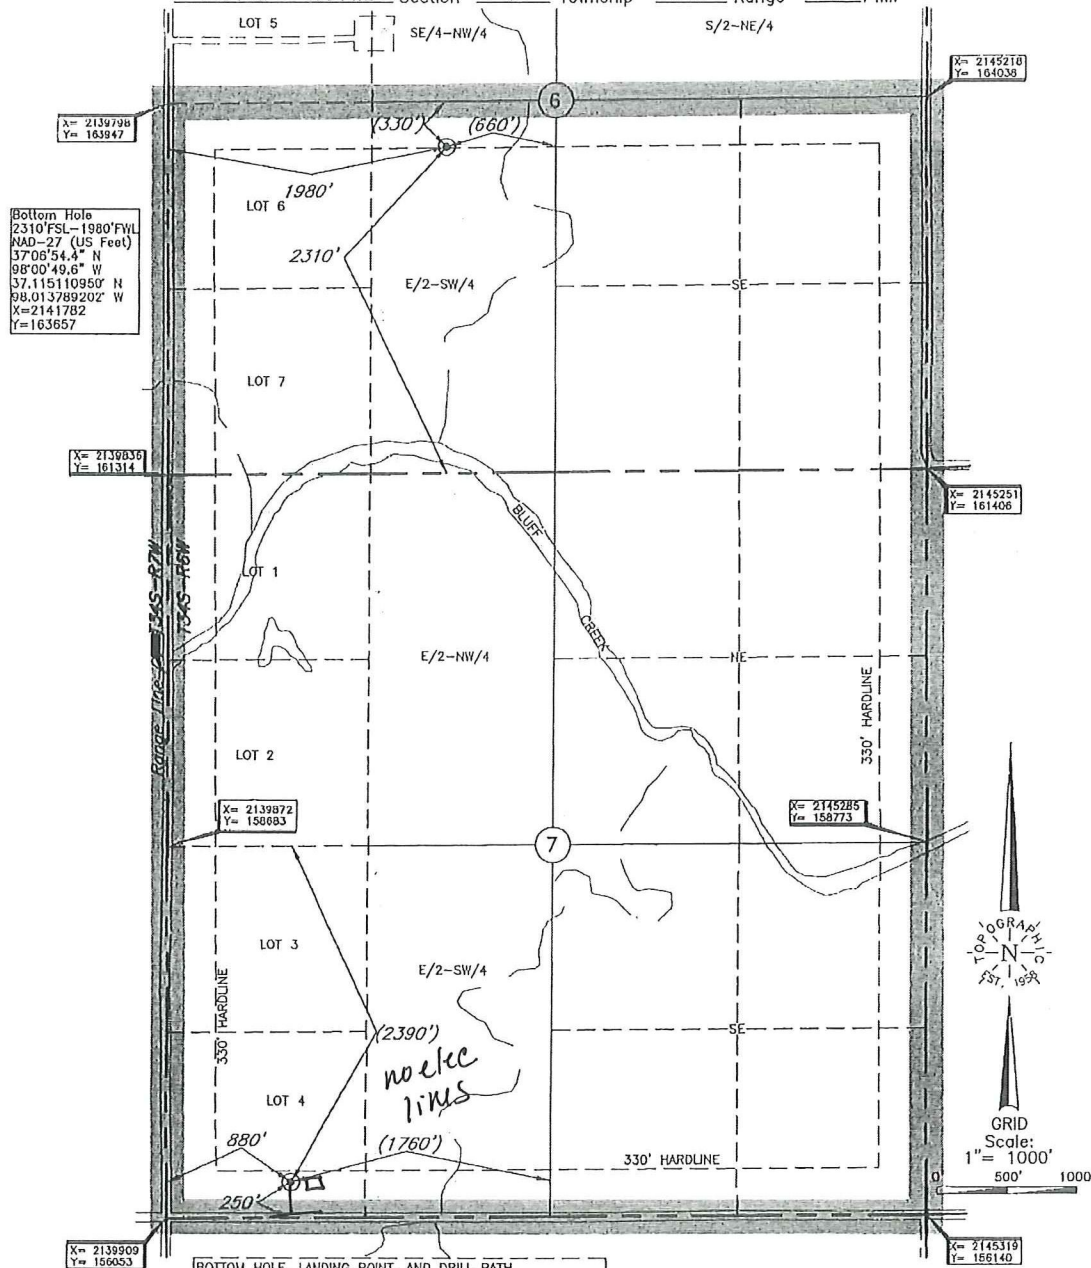 Section Township Range P.M.
LOT 5
SE/4-NW/4
S/2-NE/4
X= 2145218
Y= 164038
6
X= 2139798
Y= 163947
(330')
(660')
1980'
LOT 6
Bottom Hole
2310'FSL-1980'FWL
NAD-27 (US Feet)
37°06'54.4" N
98°00'49.6" W
37.115110950° N
98.013789202° W
X=2141782
Y=163657
2310'
E/2-SW/4
SE
LOT 7
X= 2139836
Y= 161314
X= 2145251
Y= 161406
BLUFF
CREEK
Range Line
T34S-R7W
T34S-R6W
LOT 1
E/2-NW/4
NE
330' HARDLINE
LOT 2
X= 2139872
Y= 158683
X= 2145285
Y= 158773
7
LOT 3
E/2-SW/4
330' HARDLINE
(2390')
SE
no elec
lines
LOT 4
880'
(1760')
330' HARDLINE
250'
TOPOGRAPHIC
N
EST. 1958
GRID
Scale:
1"= 1000'
0' 500' 1000
X= 2139909
Y= 156053
X= 2145319
Y= 156140
BOTTOM HOLE, LANDING POINT AND DRILL PATH